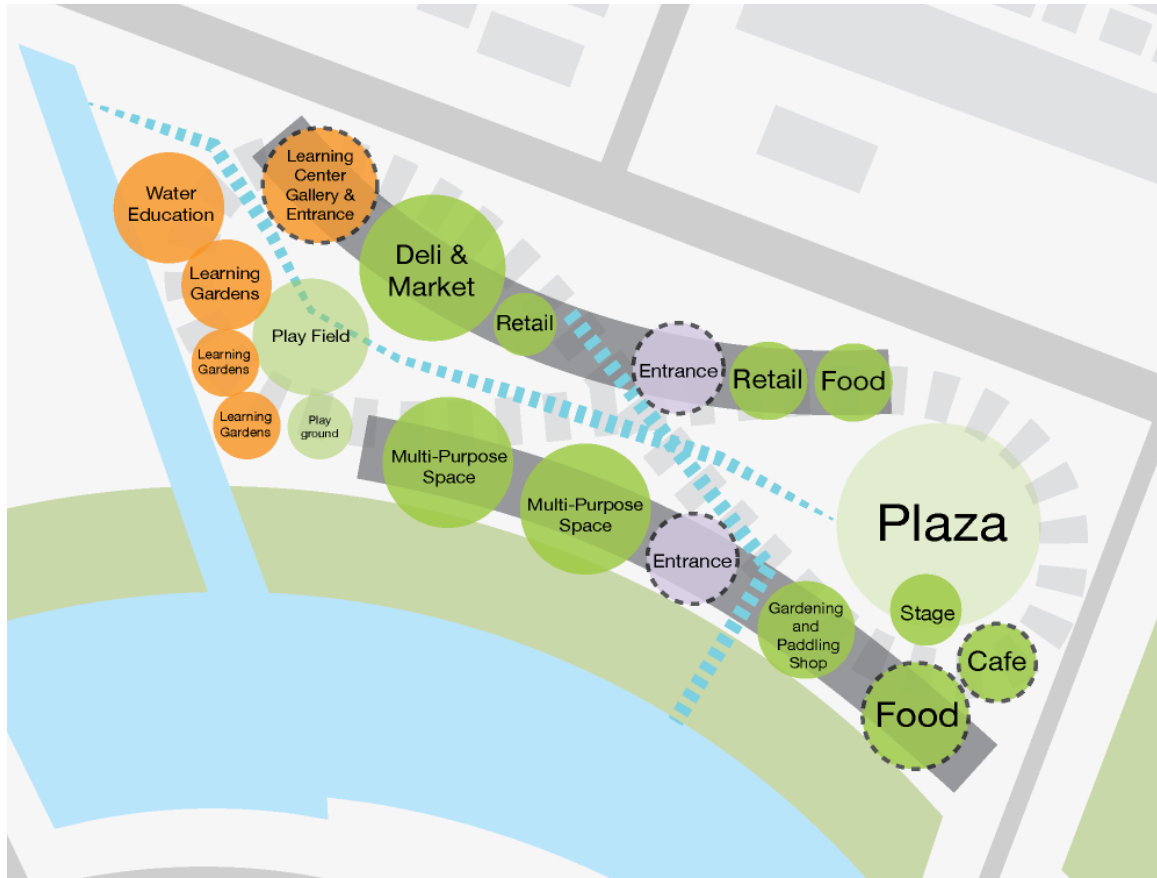 Learning
Center
Gallery &
Entrance
Water
Education
Deli &
Market
Learning
Gardens
Retail
Play Field
Learning
Gardens
Entrance
Retail
Food
Learning
Gardens
Play
ground
Multi-Purpose
Space
Multi-Purpose
Space
Plaza
Entrance
Gardening
and
Paddling
Shop
Stage
Cafe
Food